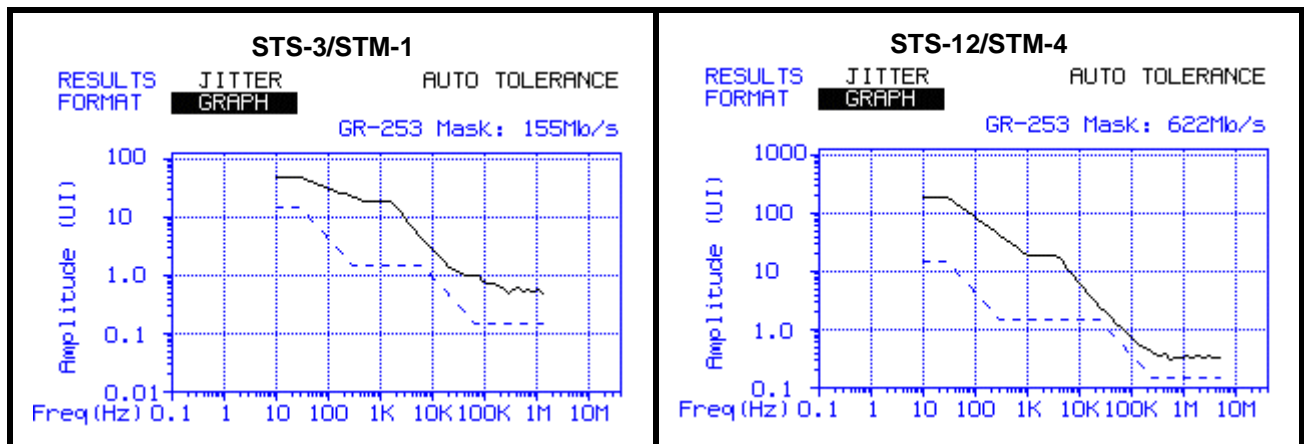 STS-3/STM-1
RESULTS JITTER AUTO TOLERANCE
FORMAT GRAPH
GR-253 Mask: 155Mb/s
100
10
1.0
0.1
0.01
Amplitude (UI)
Freq(Hz) 0.1 1 10 100 1K 10K 100K 1M 10M
STS-12/STM-4
RESULTS JITTER AUTO TOLERANCE
FORMAT GRAPH
GR-253 Mask: 622Mb/s
1000
100
10
1.0
0.1
Amplitude (UI)
Freq(Hz) 0.1 1 10 100 1K 10K 100K 1M 10M